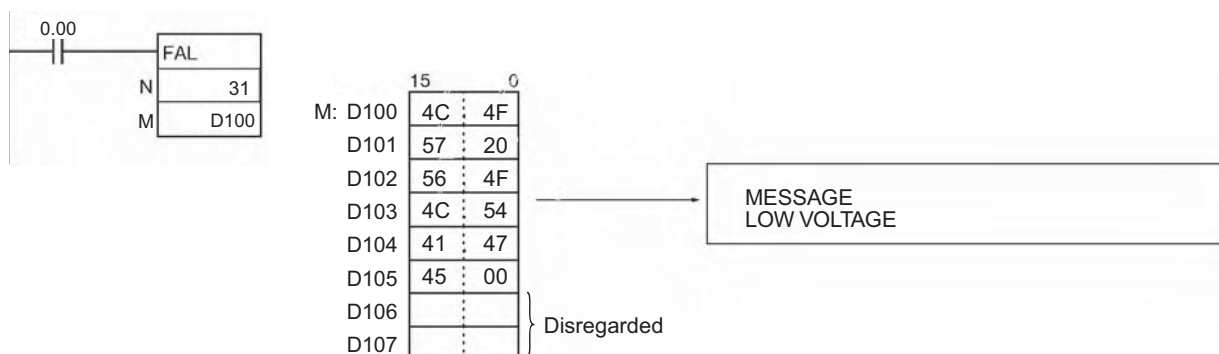 0.00
FAL
N 31
M D100
15 0
M: D100 4C 4F
D101 57 20
D102 56 4F
D103 4C 54
D104 41 47
D105 45 00
D106
D107
Disregarded
MESSAGE
LOW VOLTAGE